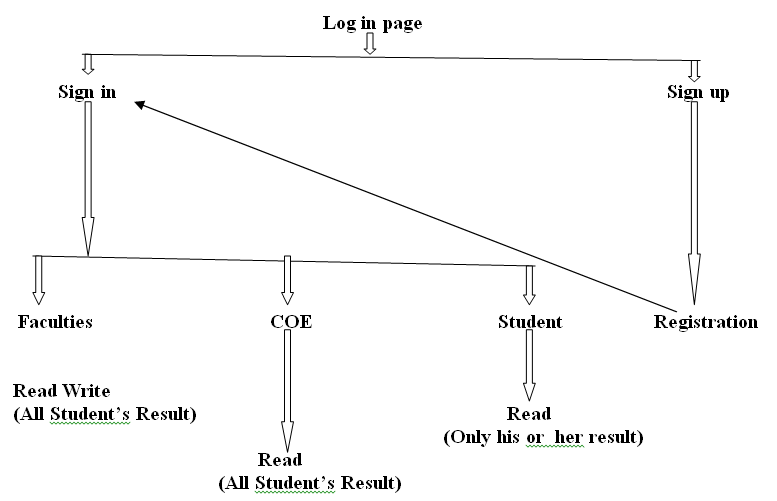 Log in page
Sign in
Sign up
Faculties
COE
Student
Registration
Read Write
(All Student’s Result)
Read
(Only his or  her result)
Read
(All Student’s Result)